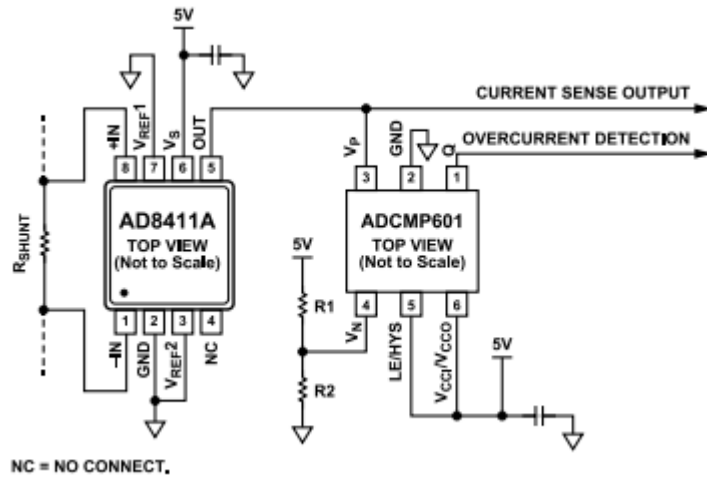 5V
CURRENT SENSE OUTPUT
OVERCURRENT DETECTION
+IN
VREF1
VS
OUT
VP
GND
Q
8
7
6
5
3
2
1
RSHUNT
AD8411A
TOP VIEW
(Not to Scale)
ADCMP601
TOP VIEW
(Not to Scale)
5V
1
2
3
4
4
5
6
R1
R2
–IN
GND
VREF2
NC
VN
LE/HYS
VCCI/VCCO
5V
NC = NO CONNECT.